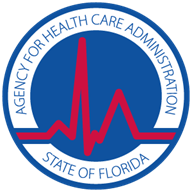 AGENCY FOR HEALTH CARE ADMINISTRATION
STATE OF FLORIDA